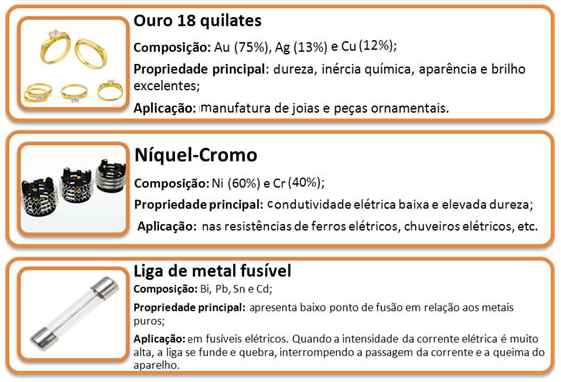 Ouro 18 quilates
Composição: Au (75%), Ag (13%) e Cu (12%);
Propriedade principal: dureza, inércia química, aparência e brilho
excelentes;
Aplicação: manufatura de joias e peças ornamentais.
Níquel-Cromo
Composição: Ni (60%) e Cr (40%);
Propriedade principal: condutividade elétrica baixa e elevada dureza;
Aplicação: nas resistências de ferros elétricos, chuveiros elétricos, etc.
Liga de metal fusível
Composição: Bi, Pb, Sn e Cd;
Propriedade principal: apresenta baixo ponto de fusão em relação aos metais
puros;
Aplicação: em fusíveis elétricos. Quando a intensidade da corrente elétrica é muito
alta, a liga se funde e quebra, interrompendo a passagem da corrente e a queima do
aparelho.